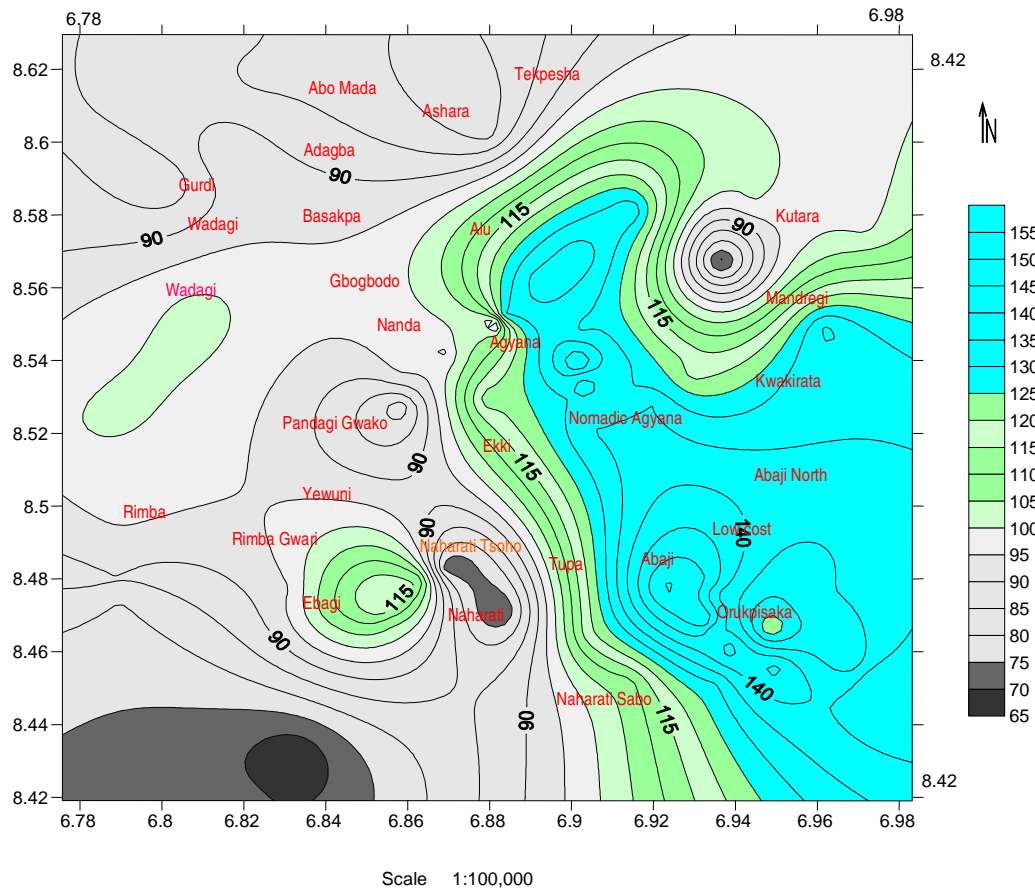 6.78
6.98
8.42
N
8.62
Tekpesha
Abo Mada
Ashara
8.6
Adagba
90
Gurdi
8.58
Basakpa
115
Kutara
Wadagi
Alu
90
90
155
150
145
140
135
130
125
120
115
110
105
100
95
90
85
80
75
70
65
8.56
Wadagi
Gbogbodo
Mandregi
115
Nanda
Agyana
8.54
Kwakirata
Pandagi Gwako
Nomadic Agyana
8.52
Ekki
90
115
Abaji North
Yewuni
8.5
Rimba
90
140
Low cost
Rimba Gwari
Naharati Tsoho
8.48
Tupa
Abaji
Ebagi
115
Naharati
Orukpisaka
90
8.46
140
Naharati Sabo
8.44
90
115
8.42
8.42
6.78
6.8
6.82
6.84
6.86
6.88
6.9
6.92
6.94
6.96
6.98
Scale 1:100,000